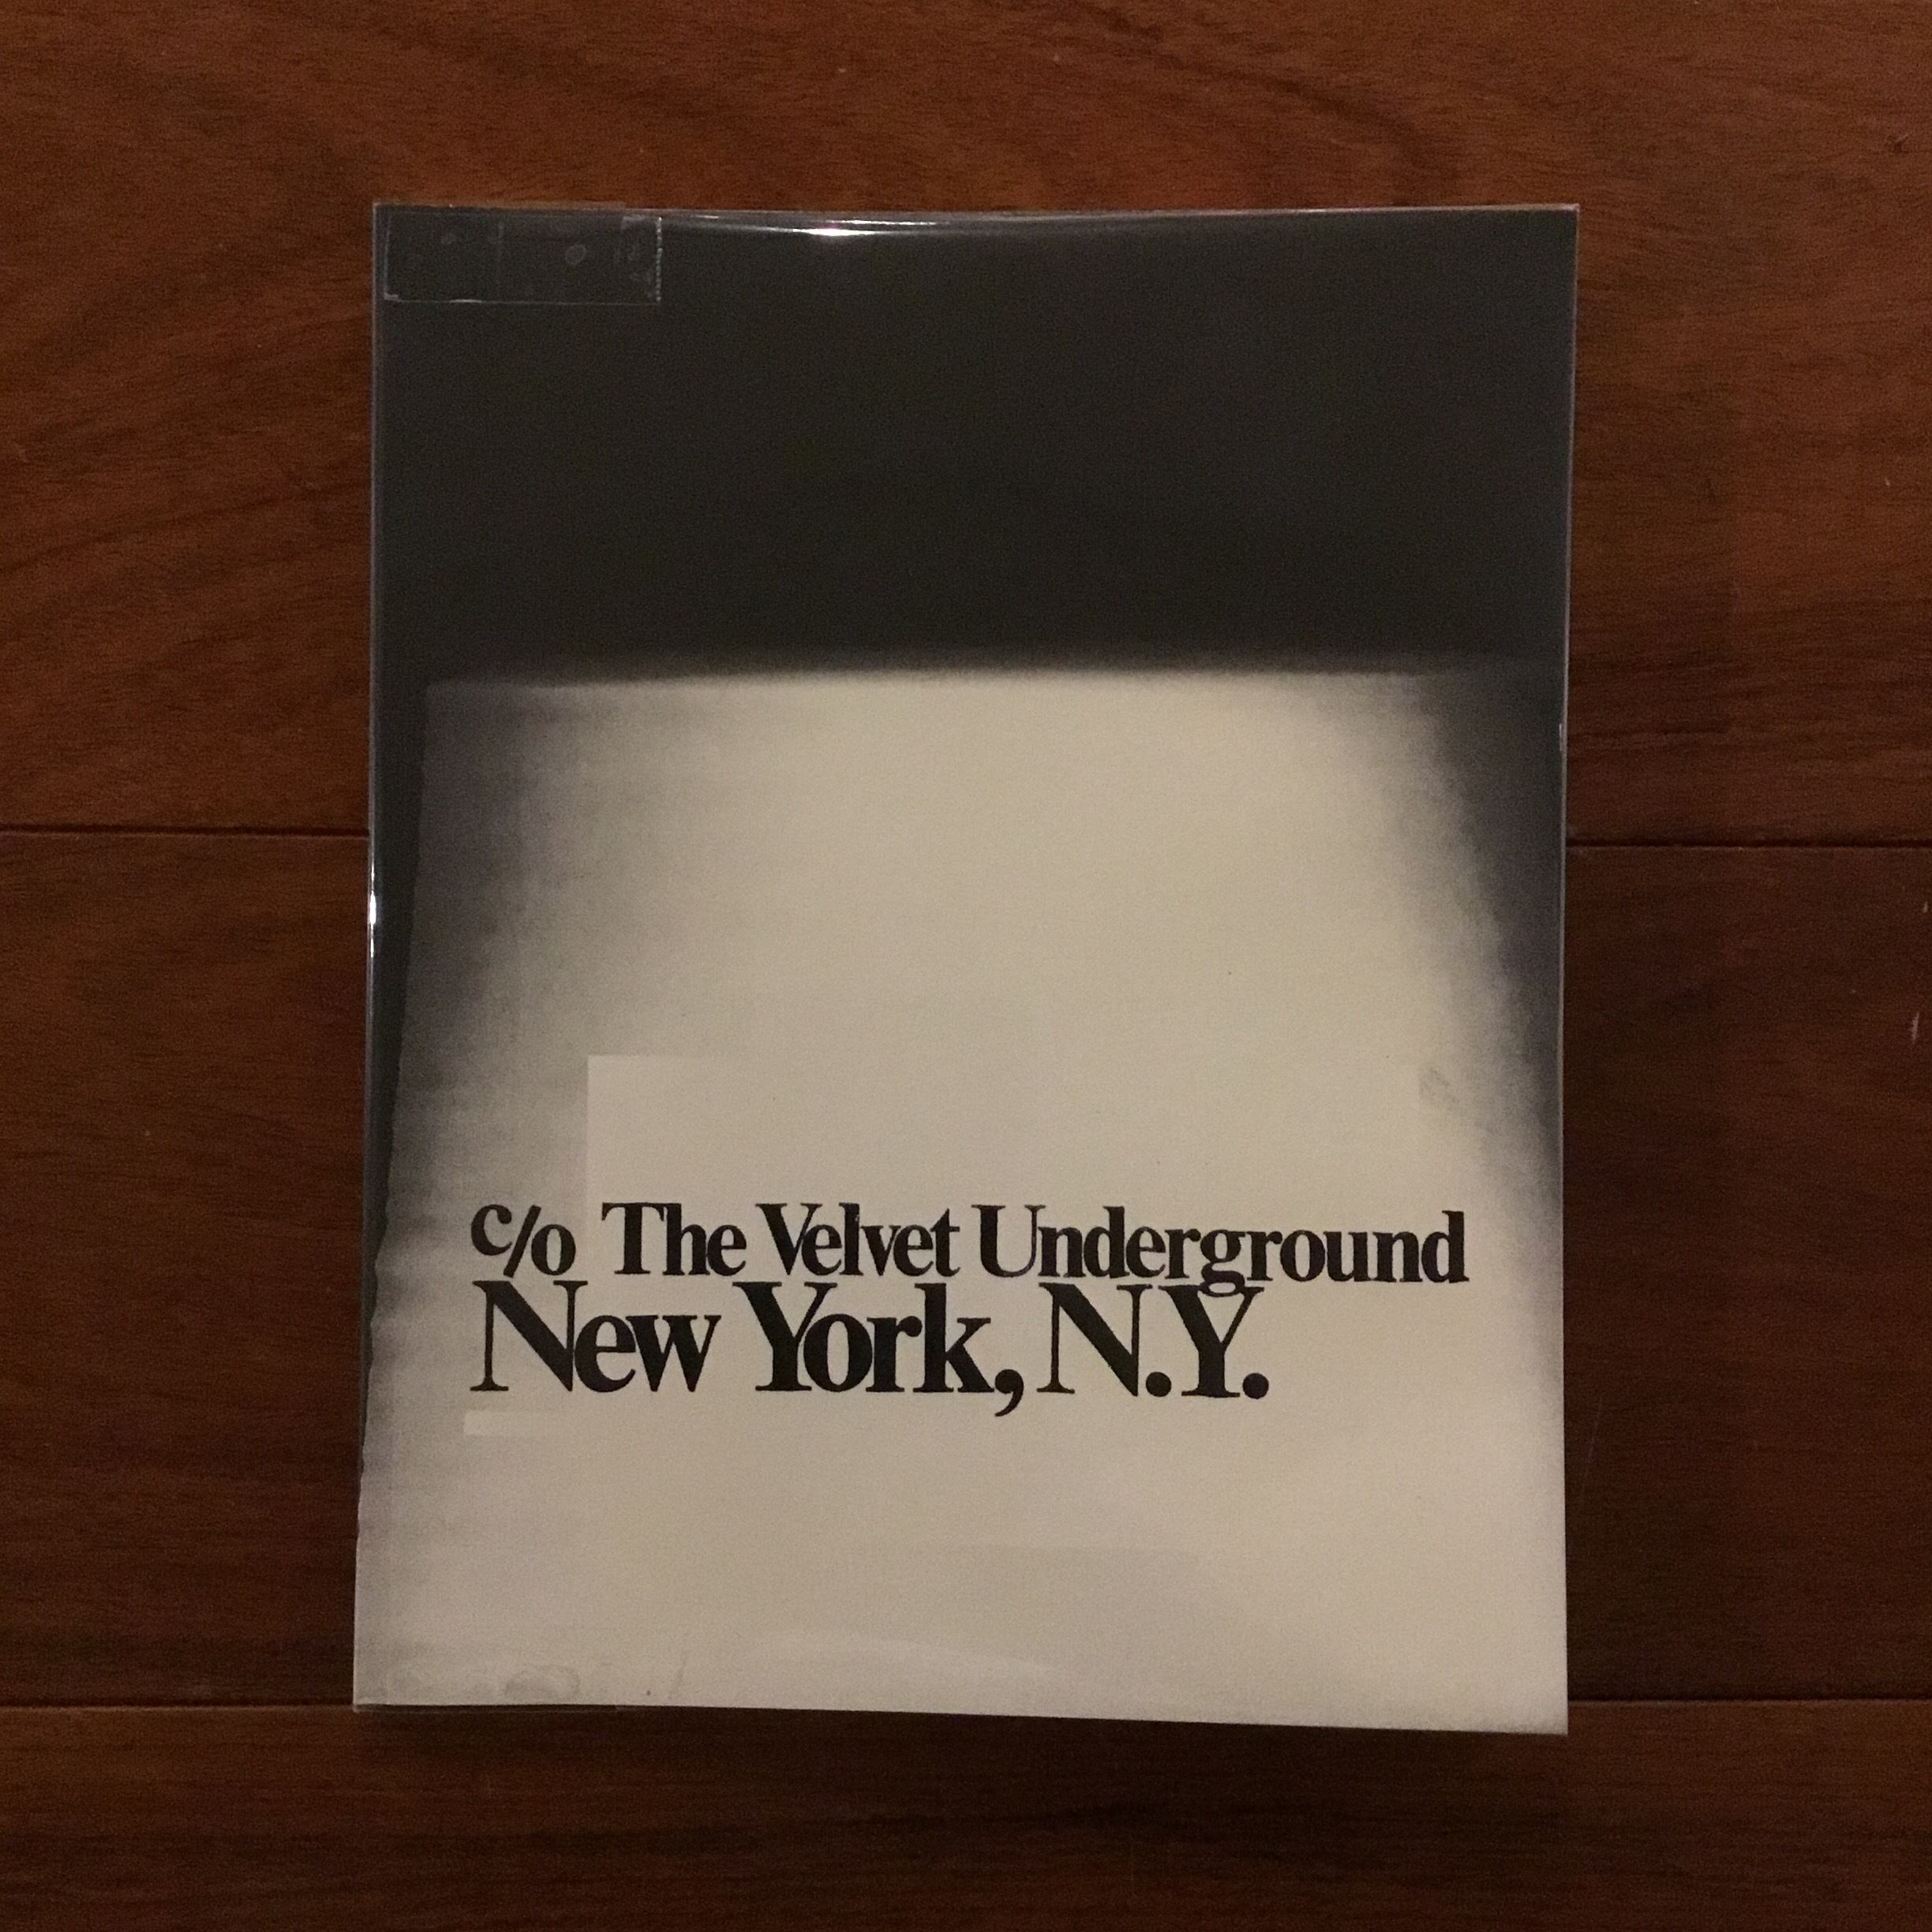 c/o The Velvet Underground
New York, N.Y.